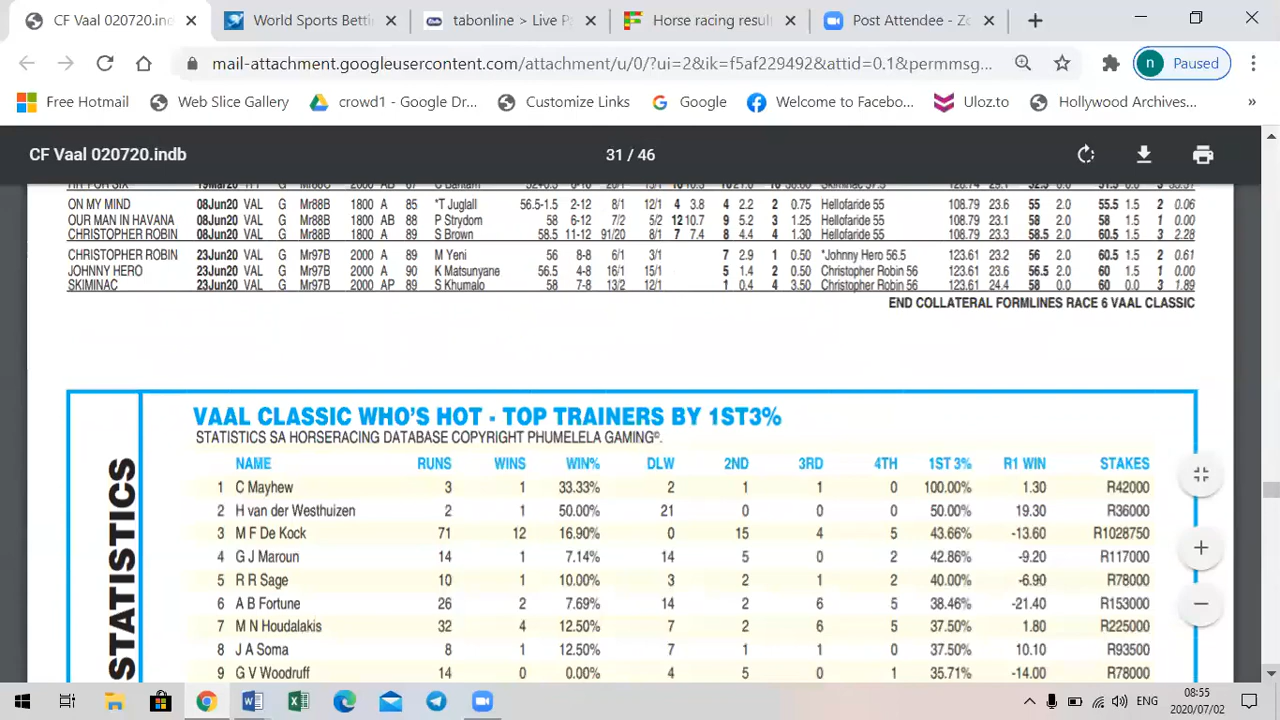 CF Vaal 020720.indb
World Sports Bett
tabonline > Live P
Horse racing resul
Post Attendee - Zo
mail-attachment.googleusercontent.com/attachment/u/0/?ui=2&ik=f5af229492&attid=0.1&permmsg...
n Paused
Free Hotmail
Web Slice Gallery
crowd1 - Google Dr...
Customize Links
Google
Welcome to Facebo...
Uloz.to
Hollywood Archives...
»
CF Vaal 020720.indb
31 / 46
ON MY MIND 08Jun20 VAL G Mr88B 1800 A 85 *T Juglall 56.5-1.5 2-12 8/1 12/1 4 3.8 4 2.2 2 0.75 Hellofaride 55 108.79 23.6 55 2.0 55.5 1.5 2 0.06
OUR MAN IN HAVANA 08Jun20 VAL G Mr88B 1800 AB 88 P Strydom 58 6-12 7/2 5/2 12 10.7 9 5.2 3 1.25 Hellofaride 55 108.79 23.1 58 2.0 58 1.5 1 0.00
CHRISTOPHER ROBIN 08Jun20 VAL G Mr88B 1800 A 89 S Brown 58.5 11-12 91/20 8/1 7 7.4 8 4.4 4 1.30 Hellofaride 55 108.79 23.3 58.5 2.0 60.5 1.5 3 2.28
CHRISTOPHER ROBIN 23Jun20 VAL G Mr97B 2000 A 89 M Yeni 56 8-8 6/1 3/1 7 2.9 1 0.50 *Johnny Hero 56.5 123.61 23.2 56 2.0 60.5 1.5 2 0.61
JOHNNY HERO 23Jun20 VAL G Mr97B 2000 A 90 K Matsunyane 56.5 4-8 16/1 15/1 5 1.4 2 0.50 Christopher Robin 56 123.61 23.6 56.5 2.0 60 1.5 1 0.00
SKIMINAC 23Jun20 VAL G Mr97B 2000 AP 89 S Khumalo 58 7-8 13/2 12/1 1 0.4 4 3.50 Christopher Robin 56 123.61 24.4 58 0.0 60 0.0 3 1.89
END COLLATERAL FORMLINES RACE 6 VAAL CLASSIC
STATISTICS
VAAL CLASSIC WHO'S HOT - TOP TRAINERS BY 1ST3%
STATISTICS SA HORSERACING DATABASE COPYRIGHT PHUMELELA GAMING©.
NAME RUNS WINS WIN% DLW 2ND 3RD 4TH 1ST 3% R1 WIN STAKES
1 C Mayhew 3 1 33.33% 2 1 1 0 100.00% 1.30 R42000
2 H van der Westhuizen 2 1 50.00% 21 0 0 0 50.00% 19.30 R36000
3 M F De Kock 71 12 16.90% 0 15 4 5 43.66% -13.60 R1028750
4 G J Maroun 14 1 7.14% 14 5 0 2 42.86% -9.20 R117000
5 R R Sage 10 1 10.00% 3 2 1 2 40.00% -6.90 R78000
6 A B Fortune 26 2 7.69% 14 2 6 5 38.46% -21.40 R153000
7 M N Houdalakis 32 4 12.50% 7 2 6 5 37.50% 1.80 R225000
8 J A Soma 8 1 12.50% 7 1 1 0 37.50% 10.10 R93500
9 G V Woodruff 14 0 0.00% 4 5 0 1 35.71% -14.00 R78000
ENG
08:55
2020/07/02